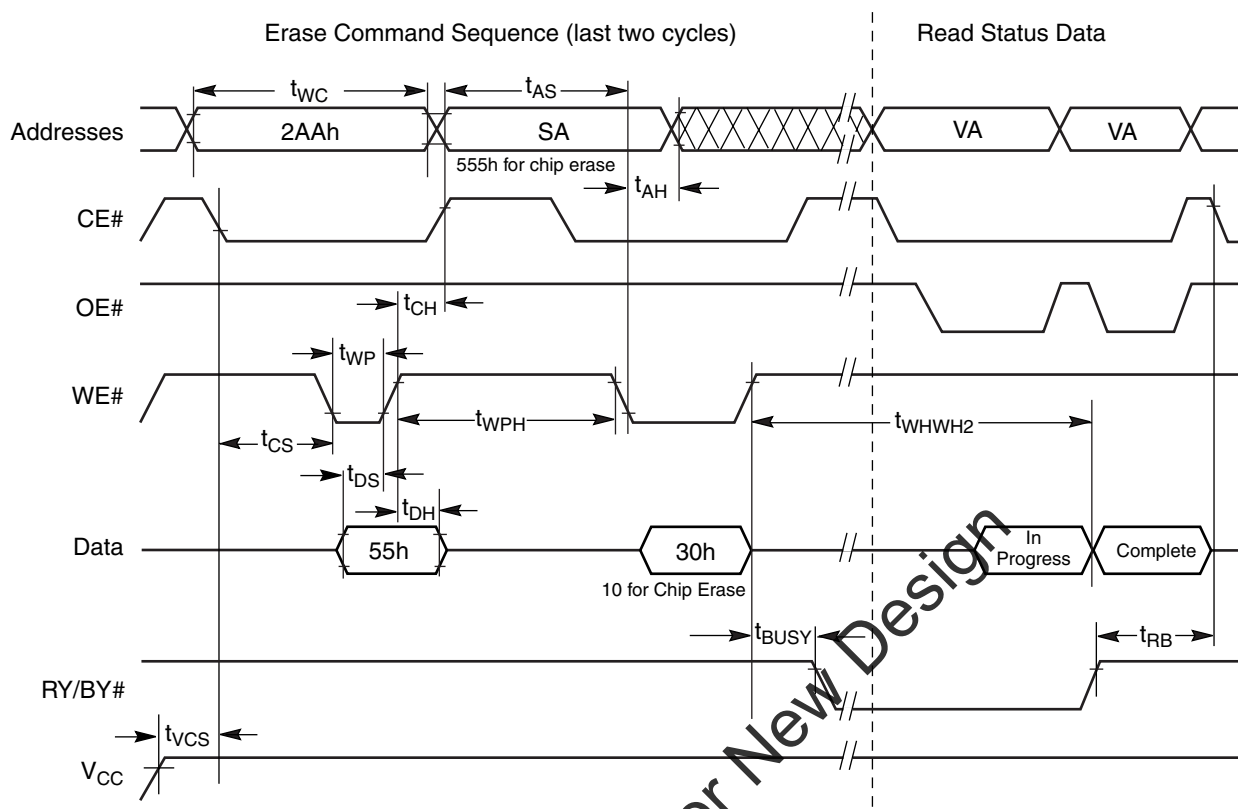 Erase Command Sequence (last two cycles)
Read Status Data
tWC
tAS
Addresses
2AAh
SA
VA
VA
555h for chip erase
tAH
CE#
tCH
OE#
tWP
WE#
tWPH
tWHWH2
tCS
tDS
tDH
Data
55h
30h
In
Progress
Complete
10 for Chip Erase
tBUSY
tRB
RY/BY#
tVCS
VCC
for New Design